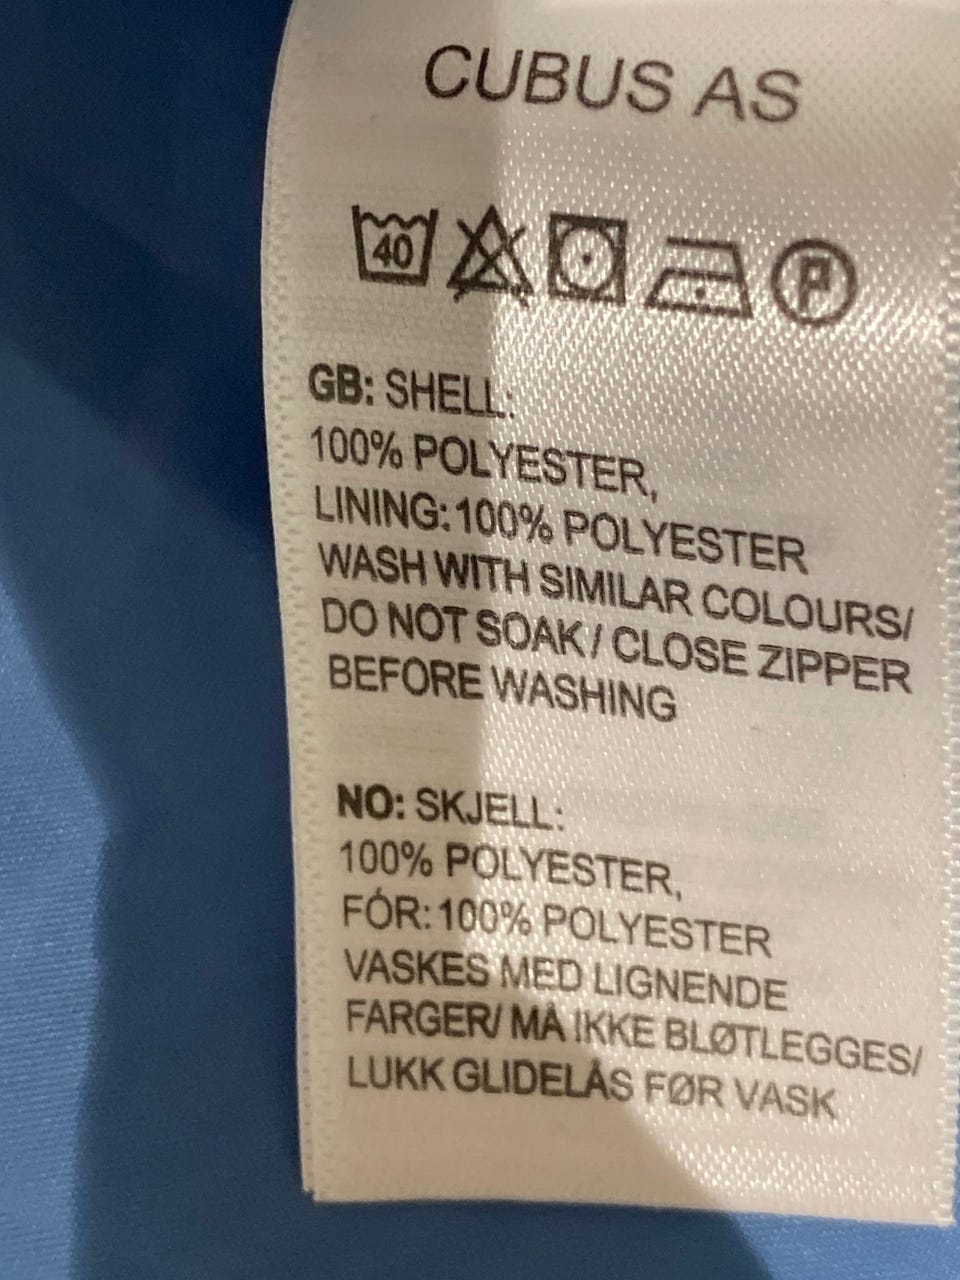 CUBUS AS
40 P
GB: SHELL:
100% POLYESTER,
LINING: 100% POLYESTER
WASH WITH SIMILAR COLOURS/
DO NOT SOAK / CLOSE ZIPPER
BEFORE WASHING
NO: SKJELL:
100% POLYESTER,
FÓR: 100% POLYESTER
VASKES MED LIGNENDE
FARGER/ MÅ IKKE BLØTLEGGES/
LUKK GLIDELÅS FØR VASK